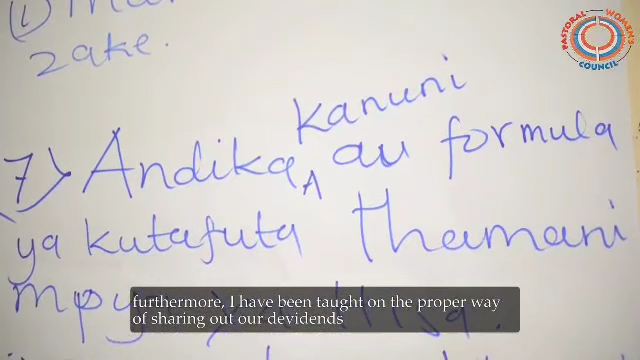 zake.
kanuni
7) Andika ʌ au formula
ya kutafuta thamani
mpya
furthermore, I have been taught on the proper way
of sharing out our devidends
PASTORAL WOMEN'S
COUNCIL